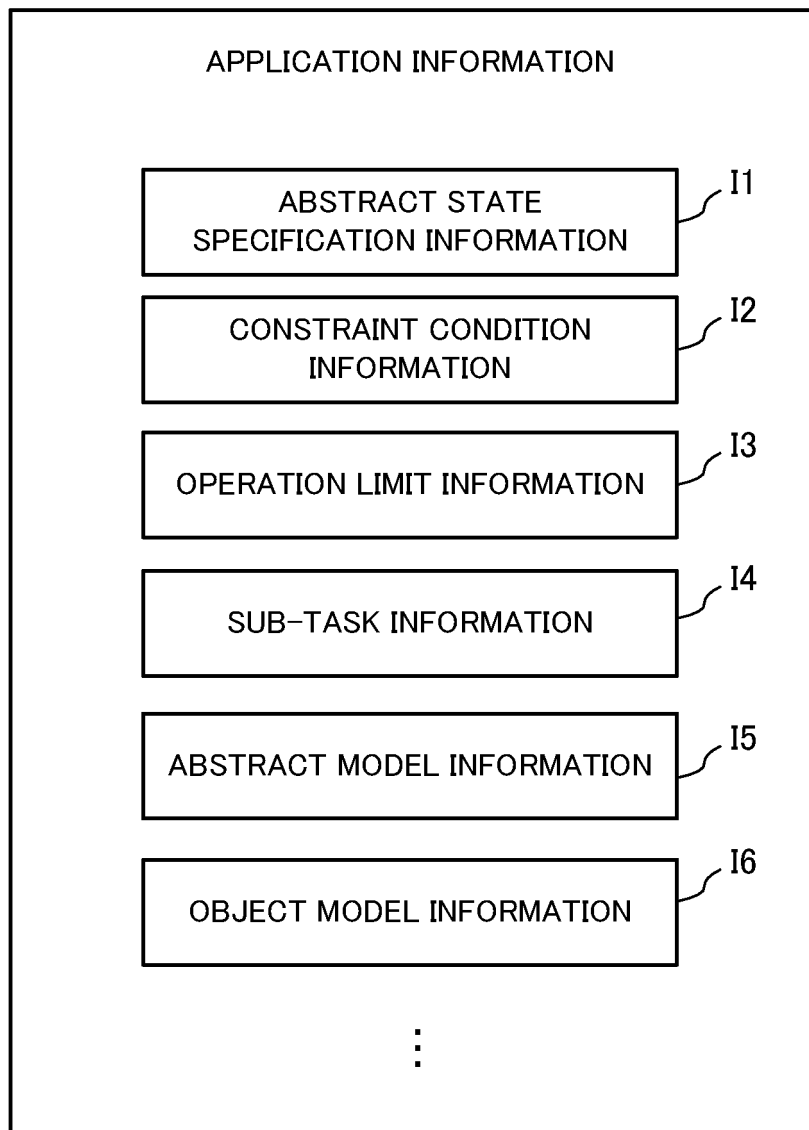 APPLICATION INFORMATION
I1
ABSTRACT STATE
SPECIFICATION INFORMATION
I2
CONSTRAINT CONDITION
INFORMATION
I3
OPERATION LIMIT INFORMATION
I4
SUB-TASK INFORMATION
I5
ABSTRACT MODEL INFORMATION
I6
OBJECT MODEL INFORMATION
⋮